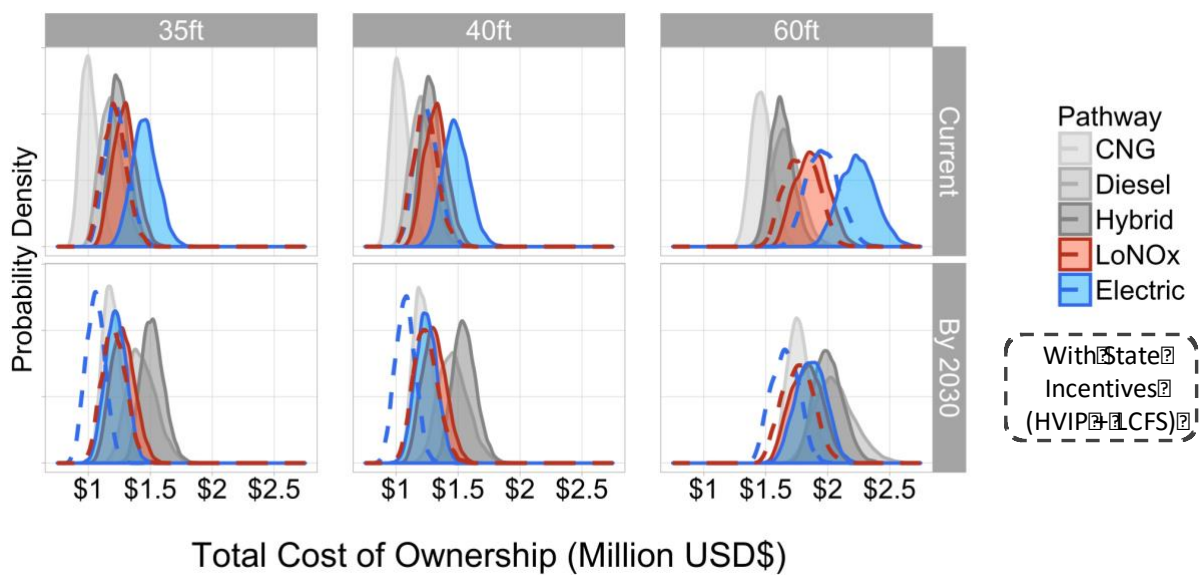 35ft
40ft
60ft
Probability Density
Current
By 2030
$1 $1.5 $2 $2.5
$1 $1.5 $2 $2.5
$1 $1.5 $2 $2.5
Total Cost of Ownership (Million USD$)
Pathway
CNG
Diesel
Hybrid
LoNOx
Electric
With⍰State⍰
Incentives⍰
(HVIP⍰+⍰LCFS)⍰